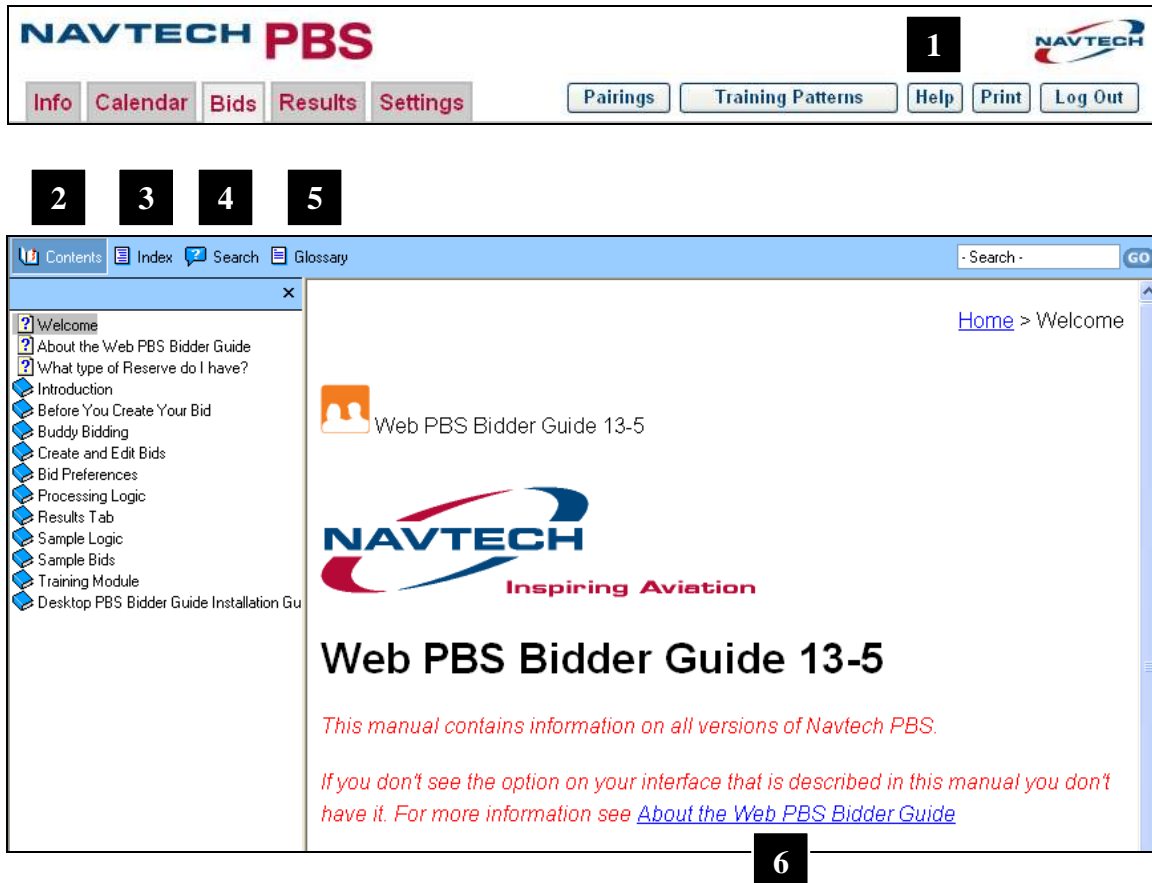 NAVTECH PBS
1
NAVTECH
Info Calendar Bids Results Settings
Pairings Training Patterns Help Print Log Out
2 3 4 5
Contents Index Search Glossary
- Search - GO
×
Welcome
About the Web PBS Bidder Guide
What type of Reserve do I have?
Introduction
Before You Create Your Bid
Buddy Bidding
Create and Edit Bids
Bid Preferences
Processing Logic
Results Tab
Sample Logic
Sample Bids
Training Module
Desktop PBS Bidder Guide Installation Gu
Home > Welcome
Web PBS Bidder Guide 13-5
NAVTECH
Inspiring Aviation
Web PBS Bidder Guide 13-5
This manual contains information on all versions of Navtech PBS.
If you don't see the option on your interface that is described in this manual you don't
have it. For more information see About the Web PBS Bidder Guide
6